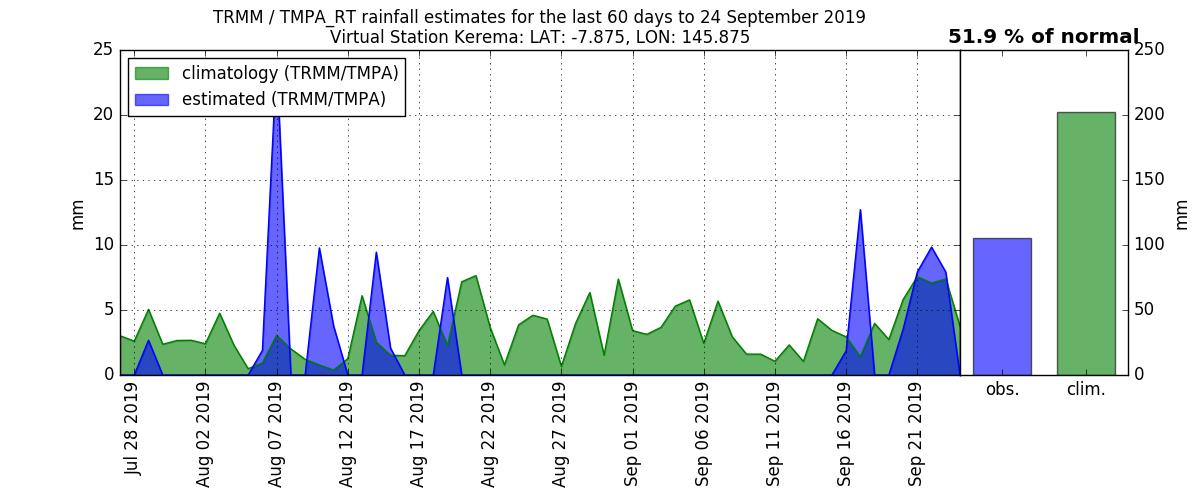 TRMM / TMPA_RT rainfall estimates for the last 60 days to 24 September 2019
Virtual Station Kerema: LAT: -7.875, LON: 145.875
51.9 % of normal
climatology (TRMM/TMPA)
estimated (TRMM/TMPA)
25
20
15
10
5
0
mm
250
200
150
100
50
0
mm
Jul 28 2019
Aug 02 2019
Aug 07 2019
Aug 12 2019
Aug 17 2019
Aug 22 2019
Aug 27 2019
Sep 01 2019
Sep 06 2019
Sep 11 2019
Sep 16 2019
Sep 21 2019
obs.
clim.